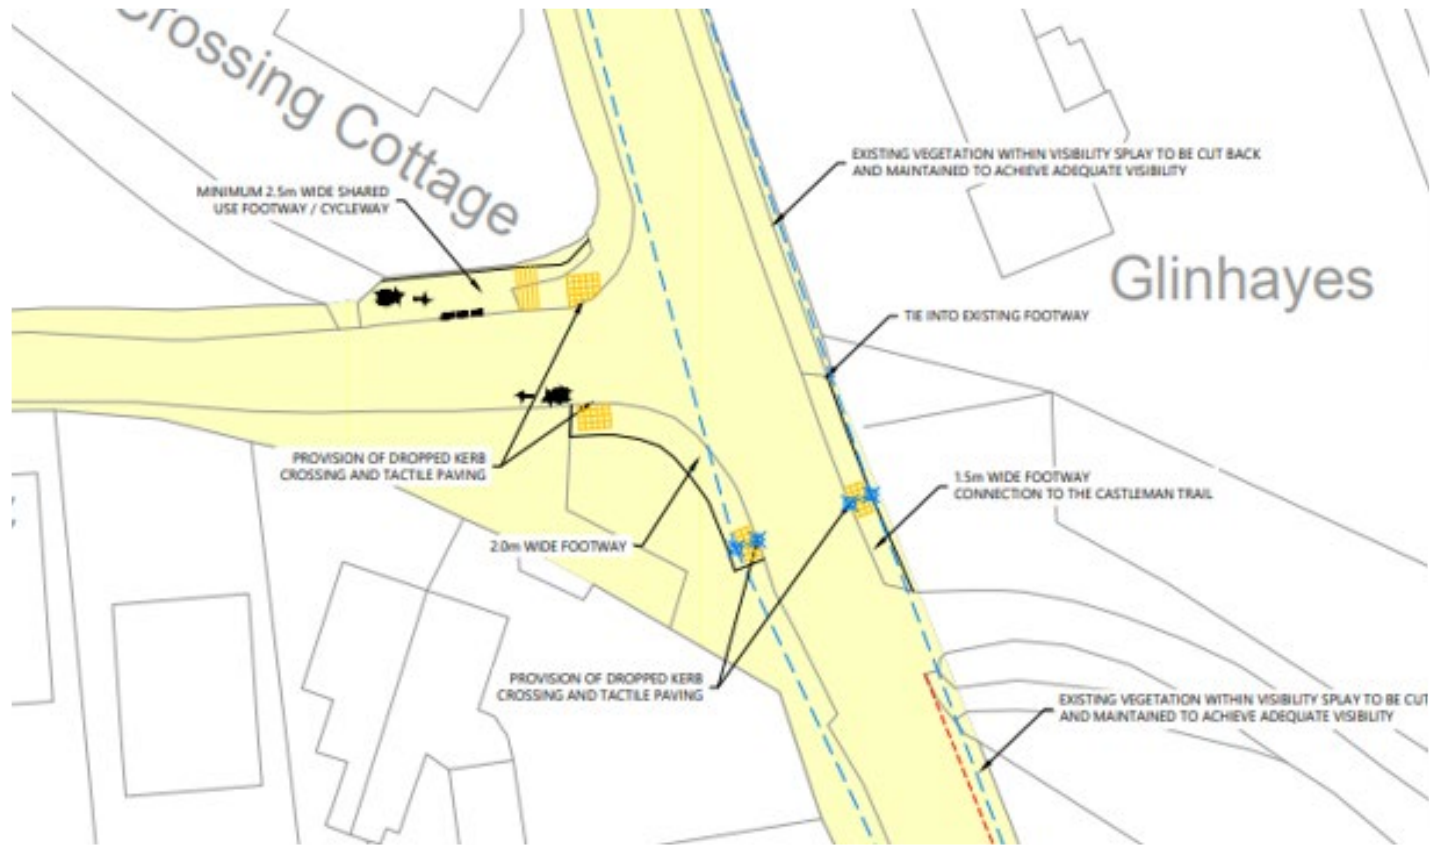 Crossing Cottage
EXISTING VEGETATION WITHIN VISIBILITY SPLAY TO BE CUT BACK
AND MAINTAINED TO ACHIEVE ADEQUATE VISIBILITY
MINIMUM 2.5m WIDE SHARED
USE FOOTWAY / CYCLEWAY
Glinhayes
TIE INTO EXISTING FOOTWAY
PROVISION OF DROPPED KERB
CROSSING AND TACTILE PAVING
1.5m WIDE FOOTWAY
CONNECTION TO THE CASTLEMAN TRAIL
2.0m WIDE FOOTWAY
PROVISION OF DROPPED KERB
CROSSING AND TACTILE PAVING
EXISTING VEGETATION WITHIN VISIBILITY SPLAY TO BE CUT
AND MAINTAINED TO ACHIEVE ADEQUATE VISIBILITY